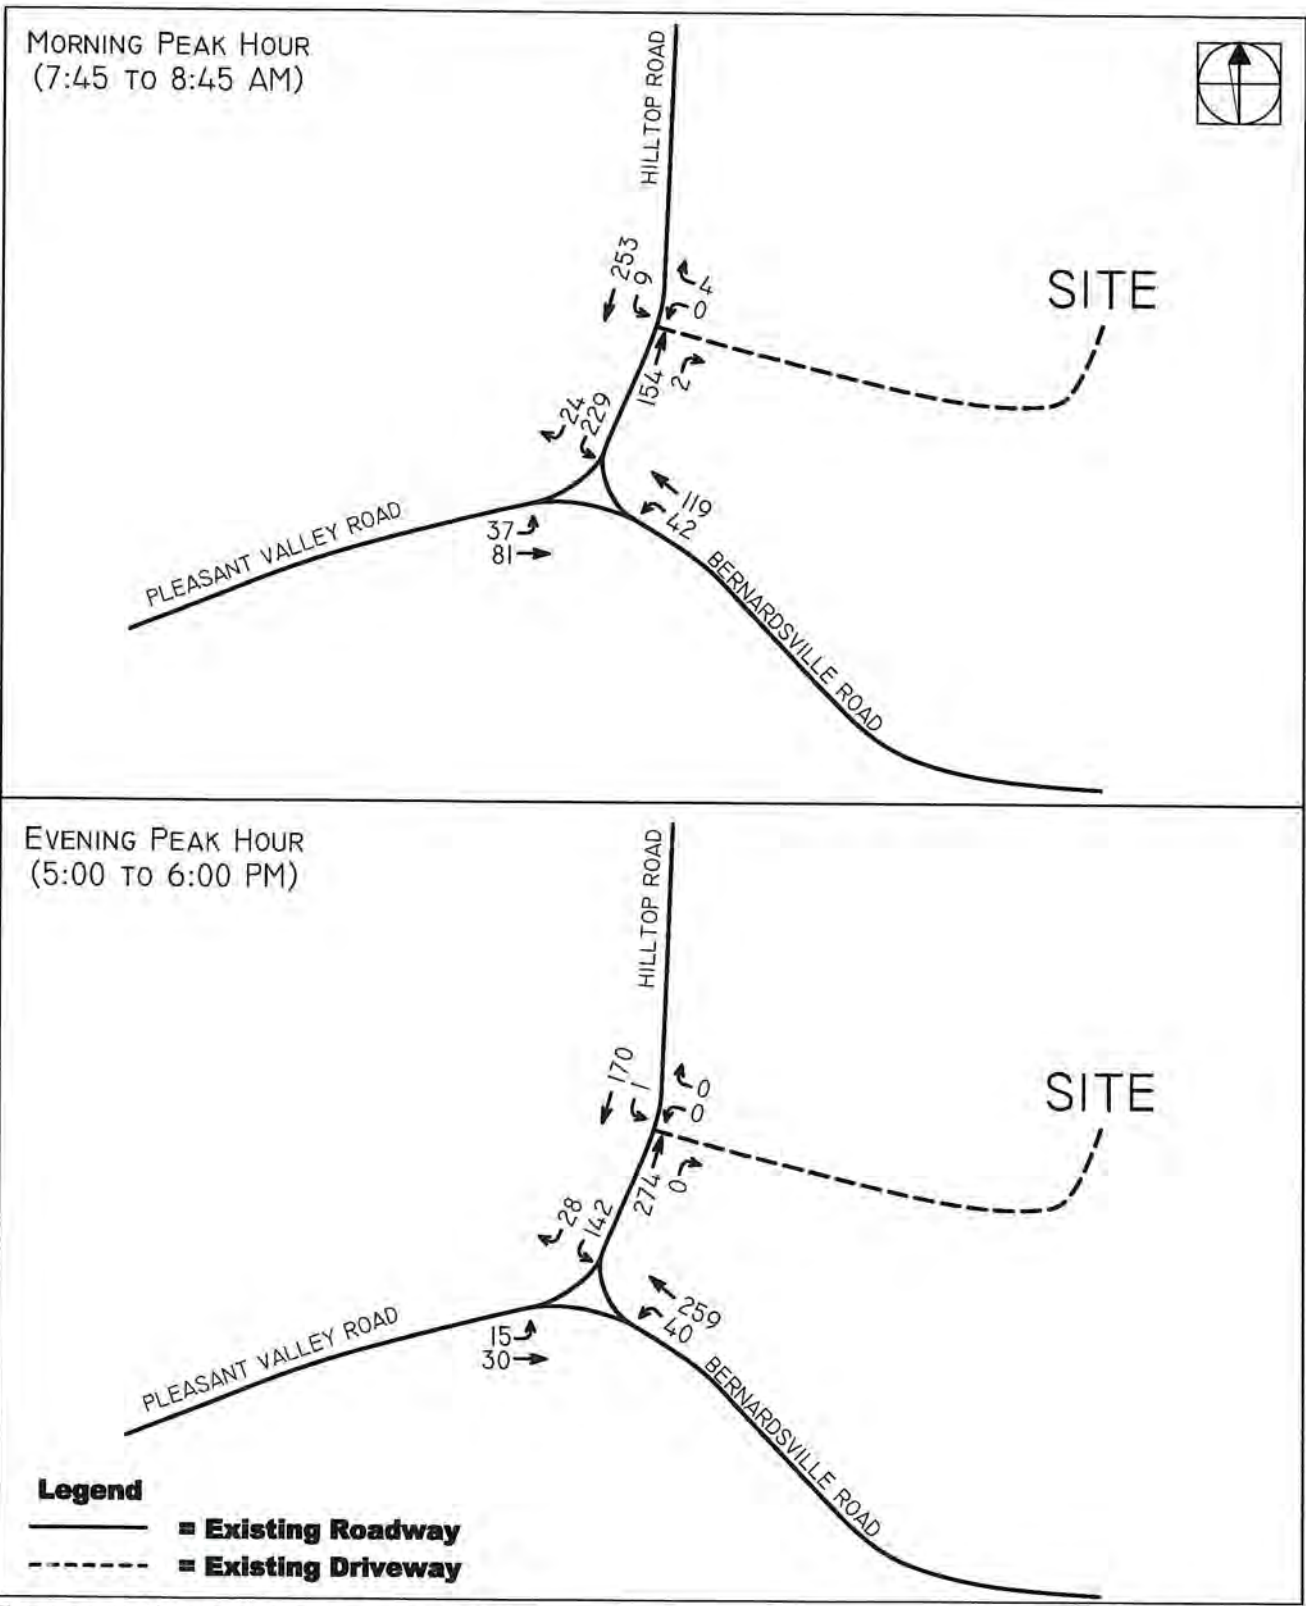 MORNING PEAK HOUR
(7:45 TO 8:45 AM)
HILLTOP ROAD
253
9
4
0
SITE
154
2
24
229
119
42
37
81
PLEASANT VALLEY ROAD
BERNARDSVILLE ROAD
EVENING PEAK HOUR
(5:00 TO 6:00 PM)
HILLTOP ROAD
170
1
0
0
SITE
274
0
28
142
259
40
15
30
PLEASANT VALLEY ROAD
BERNARDSVILLE ROAD
Legend
= Existing Roadway
= Existing Driveway